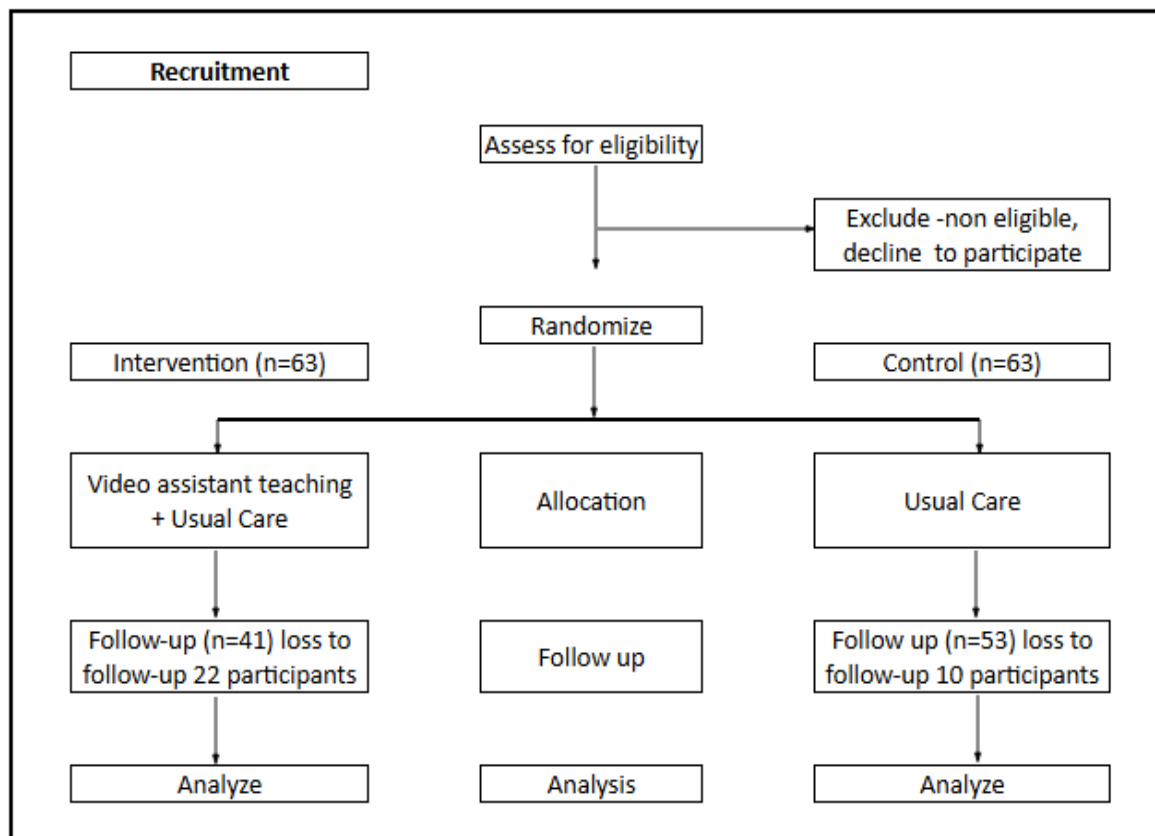 Recruitment
Assess for eligibility
Exclude -non eligible,
decline to participate
Randomize
Intervention (n=63)
Control (n=63)
Video assistant teaching
+ Usual Care
Allocation
Usual Care
Follow-up (n=41) loss to
follow-up 22 participants
Follow up
Follow up (n=53) loss to
follow-up 10 participants
Analyze
Analysis
Analyze